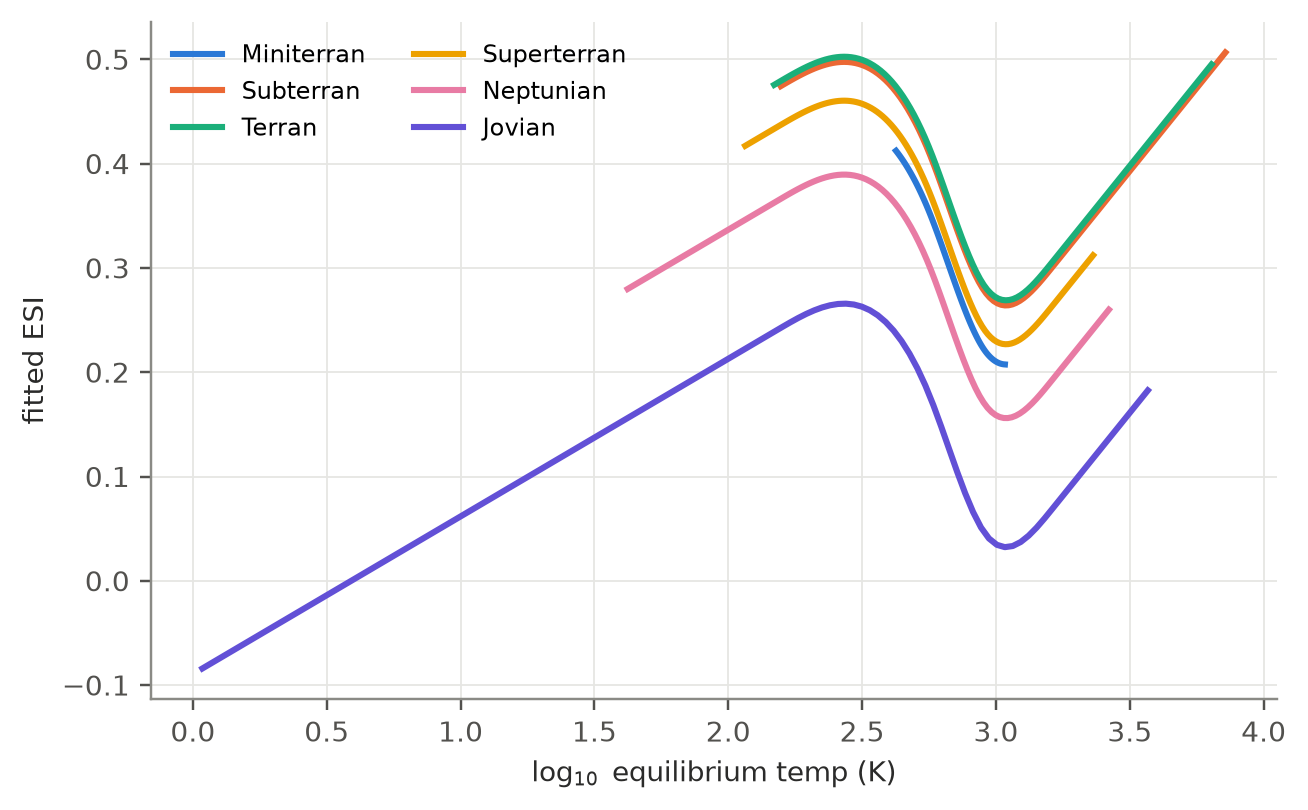 Miniterran
Subterran
Terran
Superterran
Neptunian
Jovian
fitted ESI
0.5
0.4
0.3
0.2
0.1
0.0
−0.1
0.0 0.5 1.0 1.5 2.0 2.5 3.0 3.5 4.0
log₁₀ equilibrium temp (K)